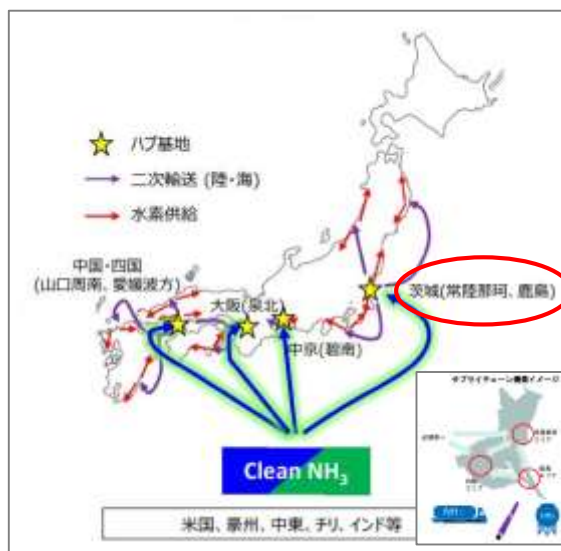 ハブ基地
二次輸送 (陸・海)
水素供給
中国・四国
(山口周南、愛媛波方)
大阪(泉北)
茨城(常陸那珂、鹿島)
中京(碧南)
Clean NH₃
米国、豪州、中東、チリ、インド等
サプライチェーン構築イメージ